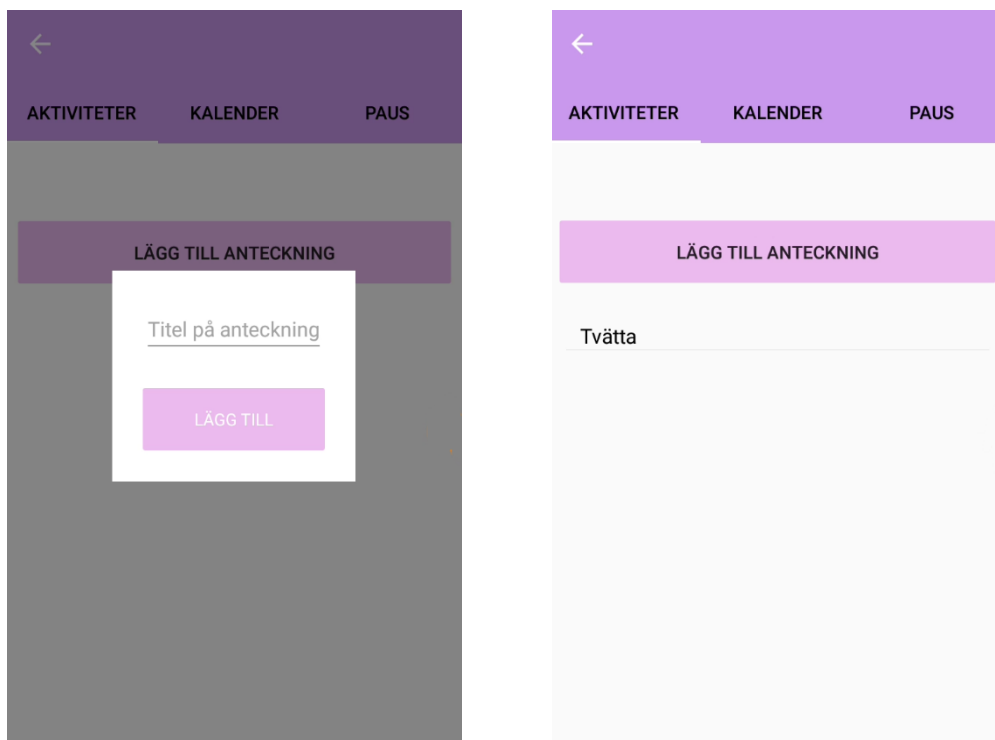 AKTIVITETER KALENDER PAUS
LÄGG TILL ANTECKNING
Titel på anteckning
LÄGG TILL
AKTIVITETER KALENDER PAUS
LÄGG TILL ANTECKNING
Tvätta